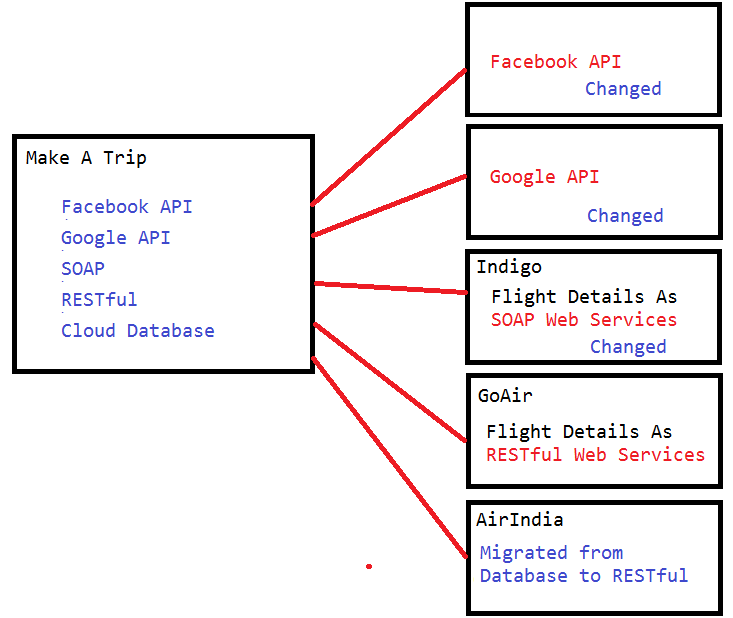 Make A Trip
Facebook API
Google API
SOAP
RESTful
Cloud Database
Facebook API
Changed
Google API
Changed
Indigo
Flight Details As
SOAP Web Services
Changed
GoAir
Flight Details As
RESTful Web Services
AirIndia
Migrated from
Database to RESTful